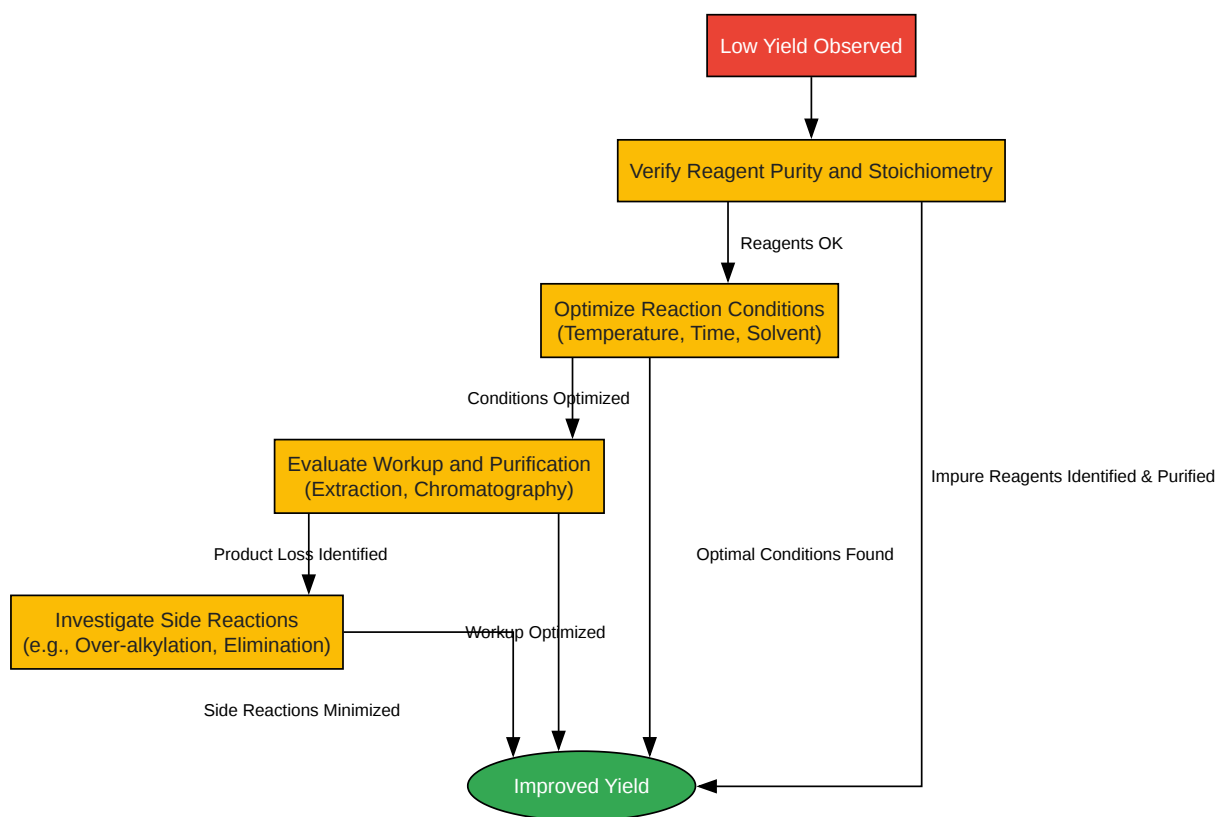 Low Yield Observed
Verify Reagent Purity and Stoichiometry
Reagents OK
Optimize Reaction Conditions
(Temperature, Time, Solvent)
Conditions Optimized
Evaluate Workup and Purification
(Extraction, Chromatography)
Impure Reagents Identified & Purified
Product Loss Identified
Optimal Conditions Found
Investigate Side Reactions
(e.g., Over-alkylation, Elimination)
Workup Optimized
Side Reactions Minimized
Improved Yield